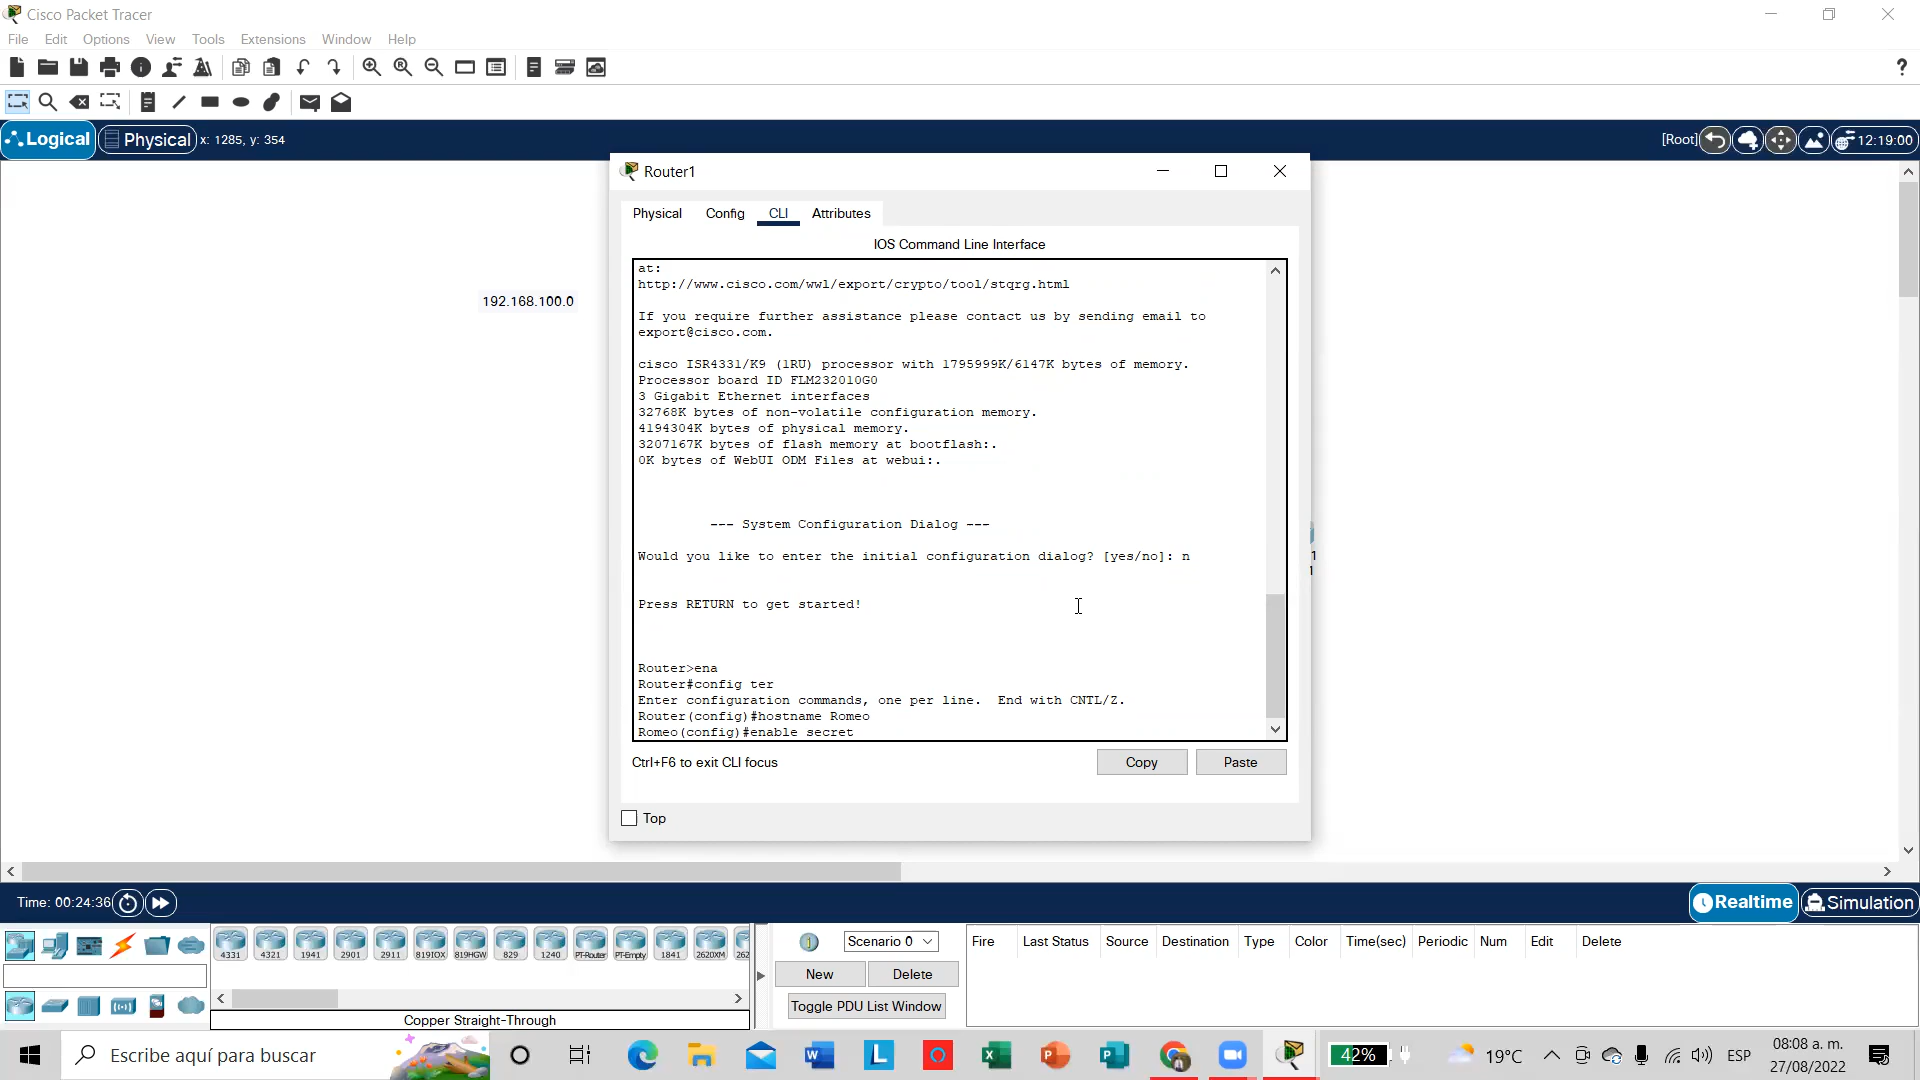 Cisco Packet Tracer
File Edit Options View Tools Extensions Window Help
?
Logical Physical x: 1285, y: 354
[Root] 12:19:00
192.168.100.0
Router1
Physical Config CLI Attributes
IOS Command Line Interface
at:
http://www.cisco.com/wwl/export/crypto/tool/stqrg.html
If you require further assistance please contact us by sending email to
export@cisco.com.
cisco ISR4331/K9 (1RU) processor with 1795999K/6147K bytes of memory.
Processor board ID FLM232010G0
3 Gigabit Ethernet interfaces
32768K bytes of non-volatile configuration memory.
4194304K bytes of physical memory.
3207167K bytes of flash memory at bootflash:.
0K bytes of WebUI ODM Files at webui:.
--- System Configuration Dialog ---
Would you like to enter the initial configuration dialog? [yes/no]: n
Press RETURN to get started!
Router>ena
Router#config ter
Enter configuration commands, one per line. End with CNTL/Z.
Router(config)#hostname Romeo
Romeo(config)#enable secret
Ctrl+F6 to exit CLI focus
Copy Paste
Top
1
1
Time: 00:24:36
Realtime Simulation
4331 4321 1941 2901 2911 819IOX 819HGW 829 1240 PT-Router PT-Empty 1841 2620XM 262
Copper Straight-Through
Scenario 0
New Delete
Toggle PDU List Window
Fire Last Status Source Destination Type Color Time(sec) Periodic Num Edit Delete
Escribe aquí para buscar
42%
19°C
ESP
08:08 a. m.
27/08/2022